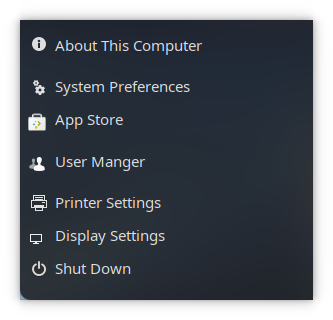 About This Computer
System Preferences
App Store
User Manger
Printer Settings
Display Settings
Shut Down